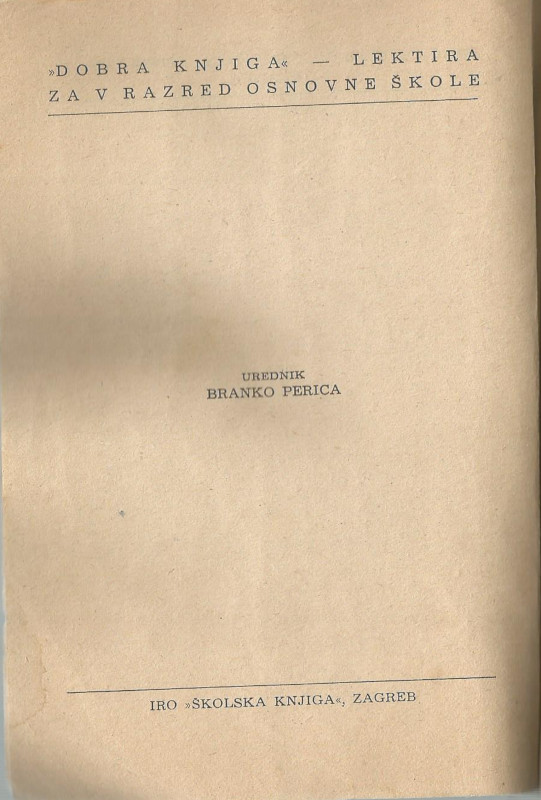 »DOBRA KNJIGA« — LEKTIRA
ZA V RAZRED OSNOVNE ŠKOLE
UREDNIK
BRANKO PERICA
IRO »ŠKOLSKA KNJIGA«, ZAGREB